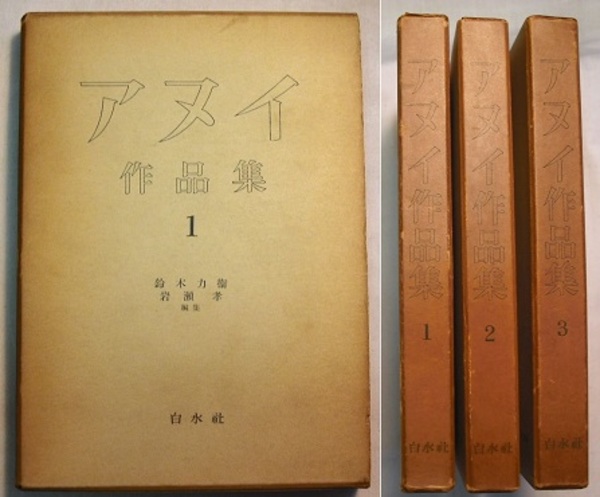 アヌイ
作品集
1
鈴木力衛
岩瀬孝
編集
白水社
アヌイ作品集
1
白水社
アヌイ作品集
2
白水社
アヌイ作品集
3
白水社